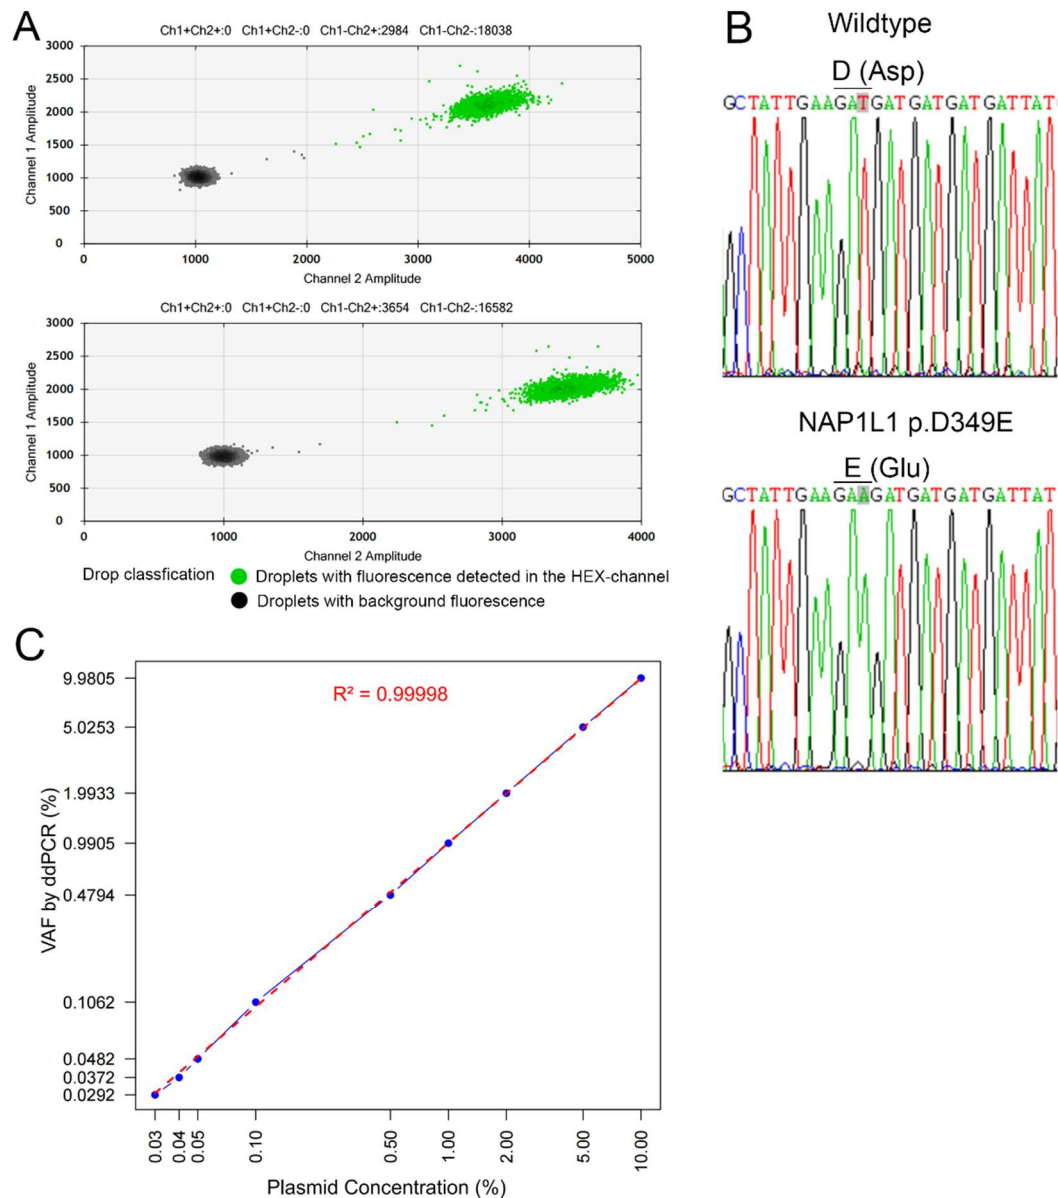 A
Ch1+Ch2+:0 Ch1+Ch2-:0 Ch1-Ch2+:2984 Ch1-Ch2-:18038
3000
2500
2000
1500
1000
500
0
Channel 1 Amplitude
0 1000 2000 3000 4000 5000
Channel 2 Amplitude
Ch1+Ch2+:0 Ch1+Ch2-:0 Ch1-Ch2+:3654 Ch1-Ch2-:16582
3000
2500
2000
1500
1000
500
0
Channel 1 Amplitude
0 1000 2000 3000 4000
Channel 2 Amplitude
Drop classfication
Droplets with fluorescence detected in the HEX-channel
Droplets with background fluorescence
B
Wildtype
D (Asp)
GCTATTGAAGATGATGATGATTAT
NAP1L1 p.D349E
E (Glu)
GCTATTGAAGAAGATGATGATTAT
C
R² = 0.99998
9.9805
5.0253
1.9933
0.9905
0.4794
0.1062
0.0482
0.0372
0.0292
VAF by ddPCR (%)
0.03 0.04 0.05 0.10 0.50 1.00 2.00 5.00 10.00
Plasmid Concentration (%)